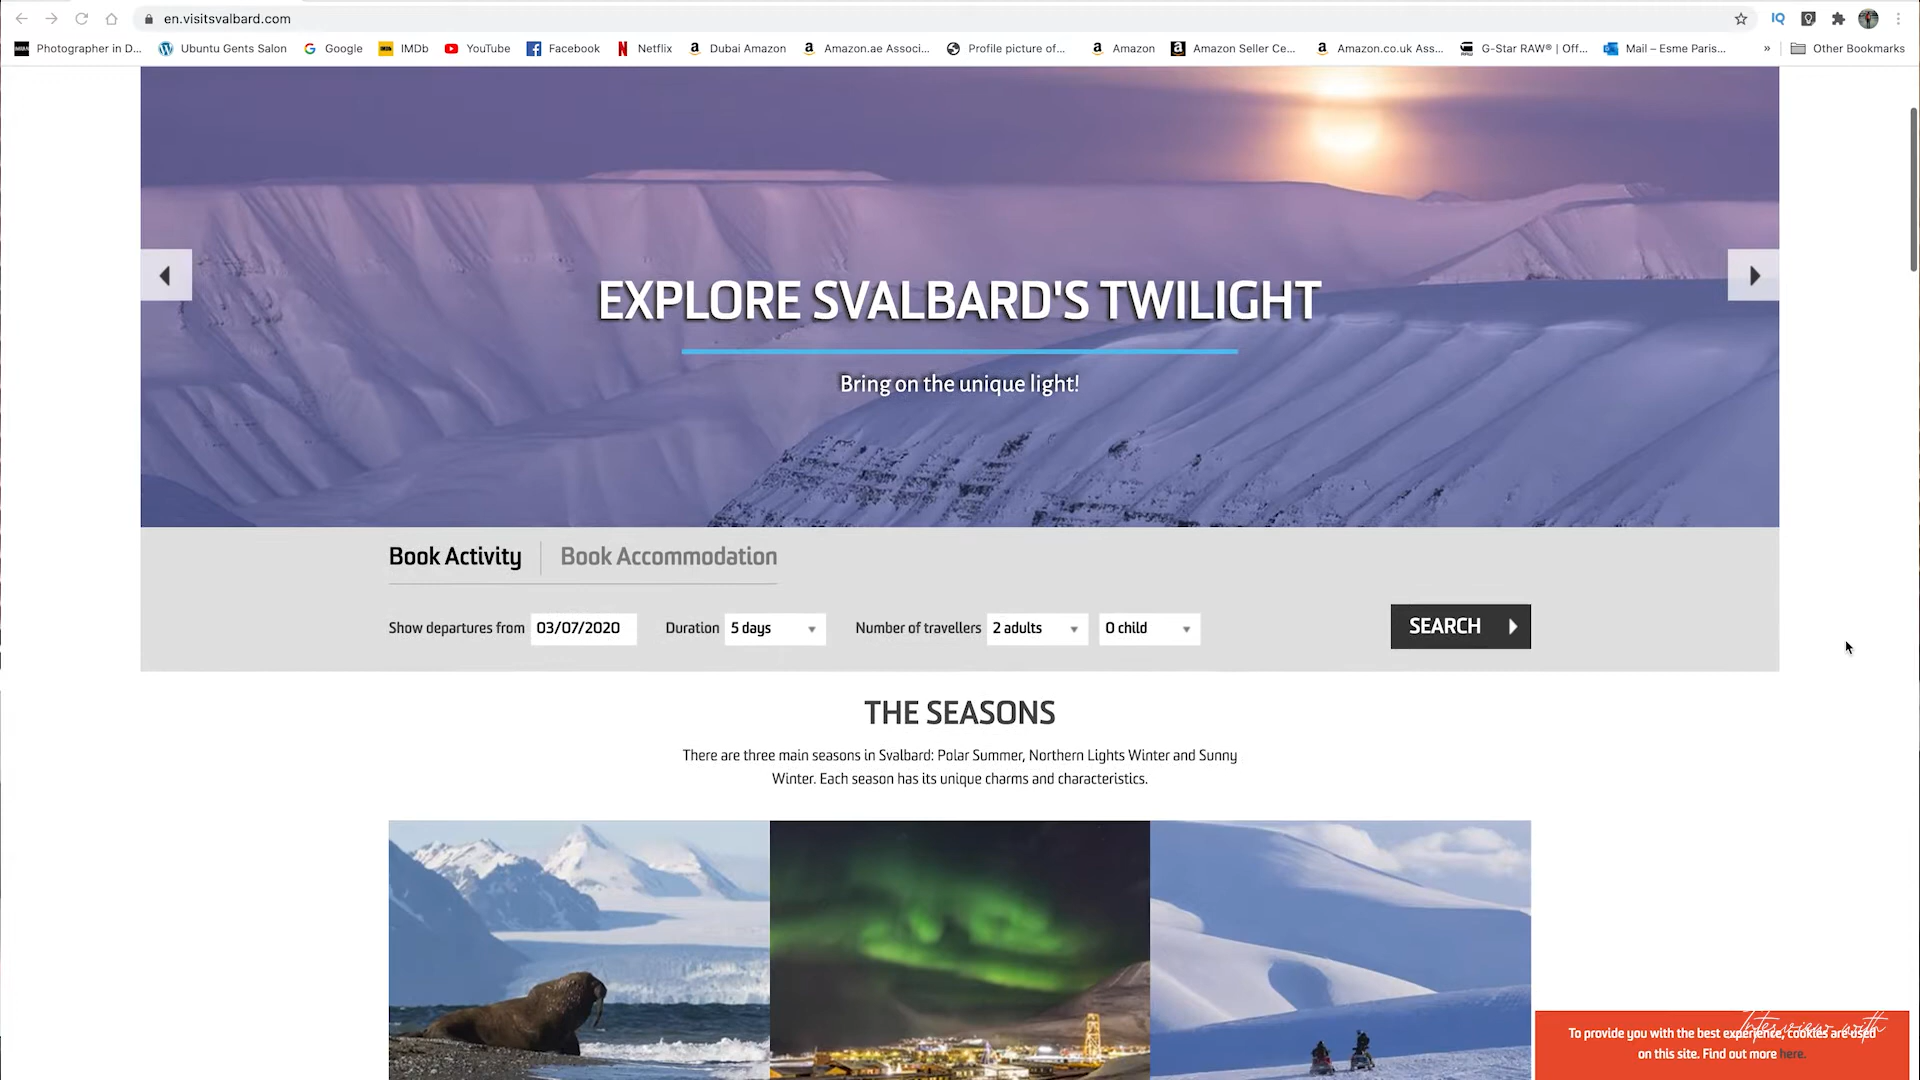 en.visitsvalbard.com
Photographer in D...
Ubuntu Gents Salon
Google
IMDb
YouTube
Facebook
Netflix
Dubai Amazon
Amazon.ae Associ...
Profile picture of...
Amazon
Amazon Seller Ce...
Amazon.co.uk Ass...
G-Star RAW® | Off...
Mail – Esme Paris...
»
Other Bookmarks
EXPLORE SVALBARD'S TWILIGHT
Bring on the unique light!
Book Activity
Book Accommodation
Show departures from 03/07/2020 Duration 5 days Number of travellers 2 adults 0 child SEARCH
THE SEASONS
There are three main seasons in Svalbard: Polar Summer, Northern Lights Winter and Sunny
Winter. Each season has its unique charms and characteristics.
Interview with
To provide you with the best experience, cookies are used
on this site. Find out more here.